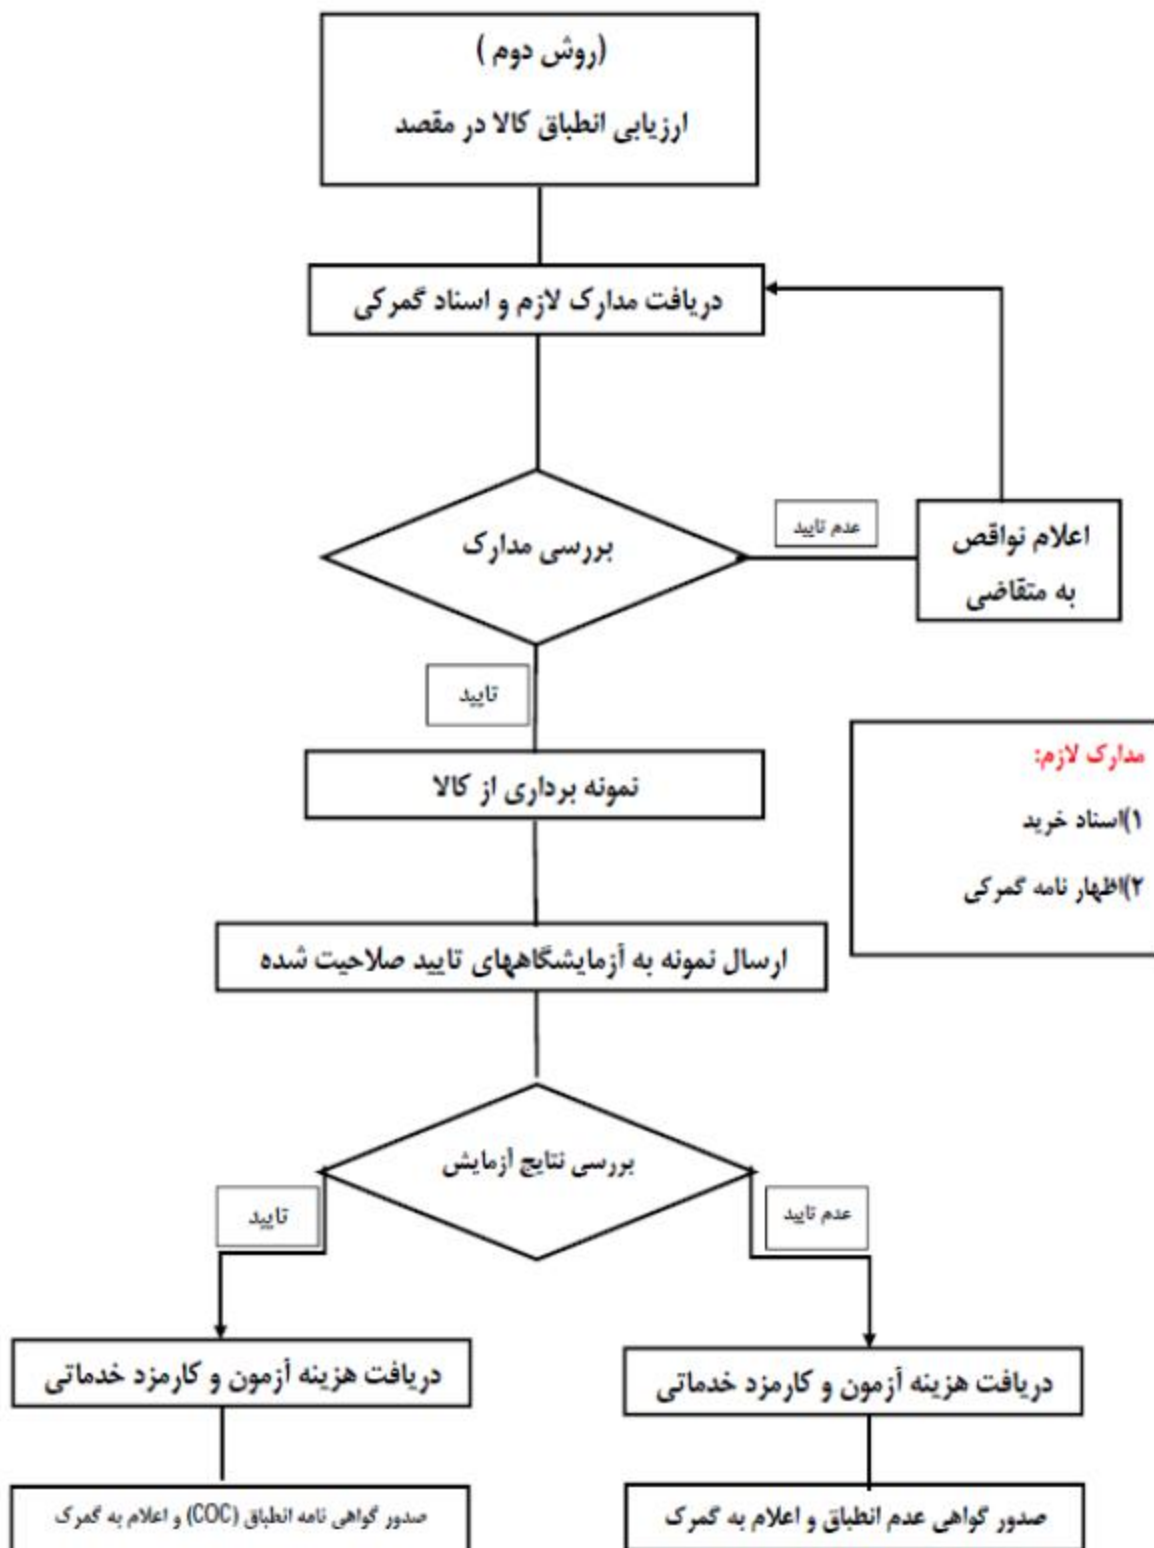 (روش دوم )
ارزیابی انطباق کالا در مقصد
دریافت مدارک لازم و اسناد گمرکی
بررسی مدارک
عدم تایید
اعلام نواقص
به متقاضی
تایید
نمونه برداری از کالا
مدارک لازم:
۱)اسناد خرید
۲)اظهار نامه گمرکی
ارسال نمونه به آزمایشگاههای تایید صلاحیت شده
بررسی نتایج آزمایش
عدم تایید
تایید
دریافت هزینه آزمون و کارمزد خدماتی
دریافت هزینه آزمون و کارمزد خدماتی
صدور گواهی عدم انطباق و اعلام به گمرک
صدور گواهی نامه انطباق (COC) و اعلام به گمرک